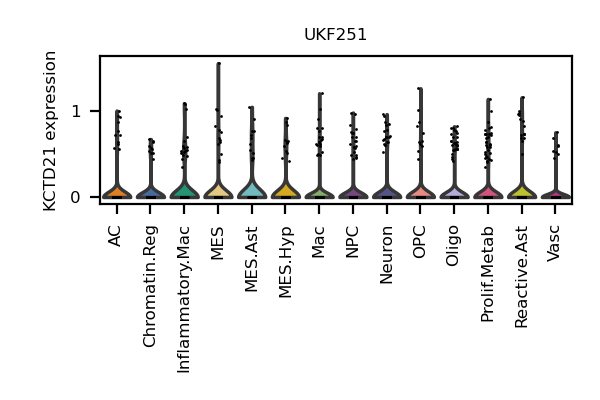 UKF251
KCTD21 expression
1
0
AC
Chromatin.Reg
Inflammatory.Mac
MES
MES.Ast
MES.Hyp
Mac
NPC
Neuron
OPC
Oligo
Prolif.Metab
Reactive.Ast
Vasc